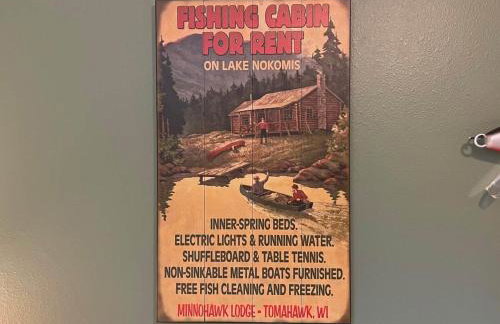 FISHING CABIN
FOR RENT
ON LAKE NOKOMIS
INNER-SPRING BEDS.
ELECTRIC LIGHTS & RUNNING WATER.
SHUFFLEBOARD & TABLE TENNIS.
NON-SINKABLE METAL BOATS FURNISHED.
FREE FISH CLEANING AND FREEZING.
MINNOHAWK LODGE - TOMAHAWK, WI